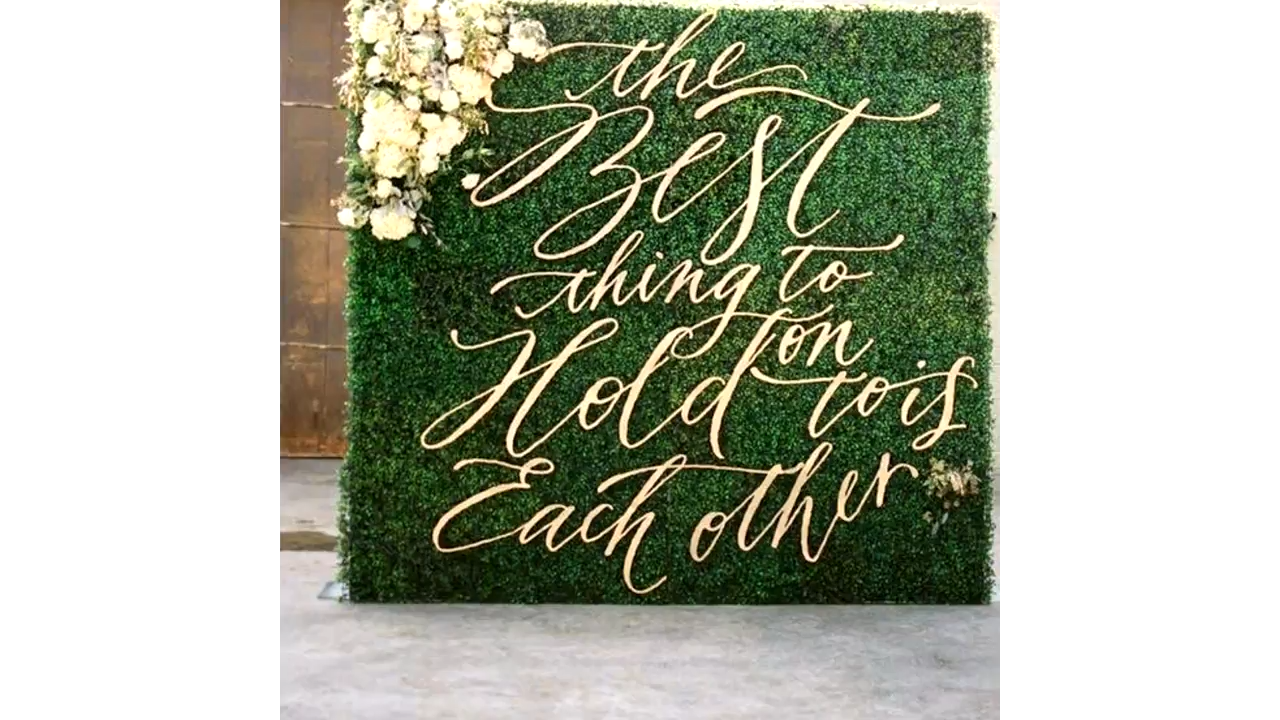 the
Best
thing to
Hold on
to is
Each other